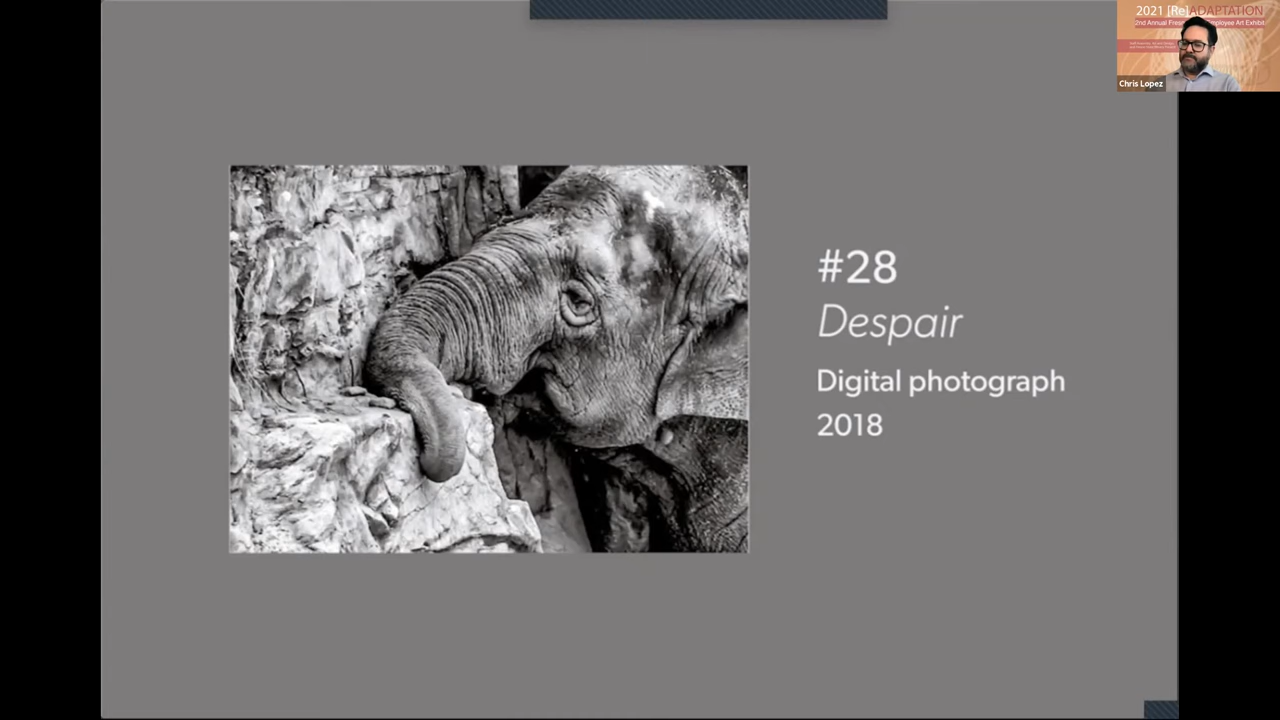 #28
Despair
Digital photograph
2018
2021 [Re]ADAPTATION
2nd Annual Employee Art Exhibit
Chris Lopez